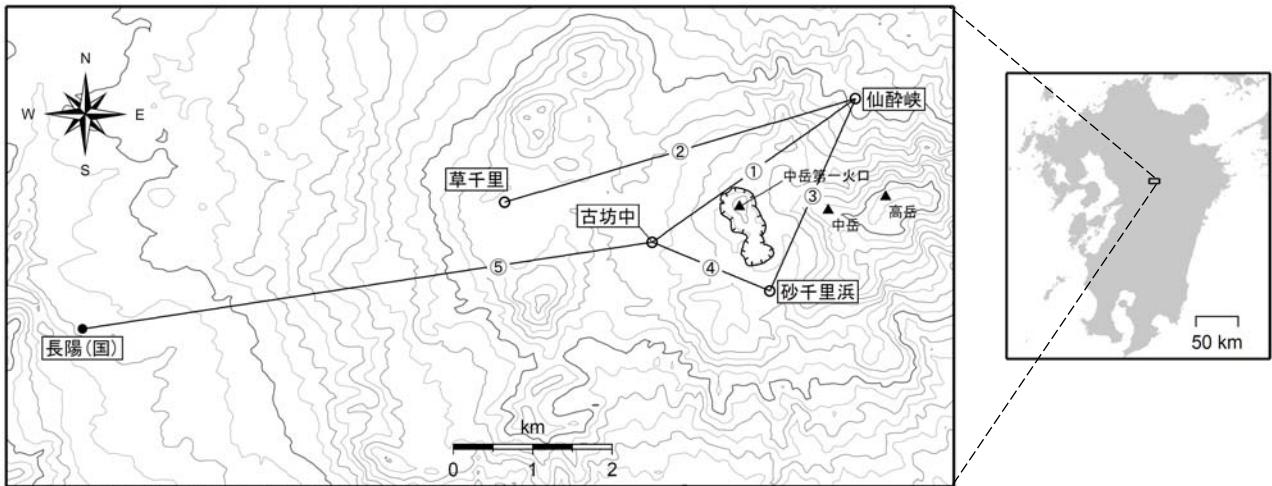 N
W E
S
仙酔峡
②
草千里
①
中岳第一火口
③
高岳
中岳
古坊中
④
⑤
砂千里浜
長陽(国)
km
0 1 2
50 km